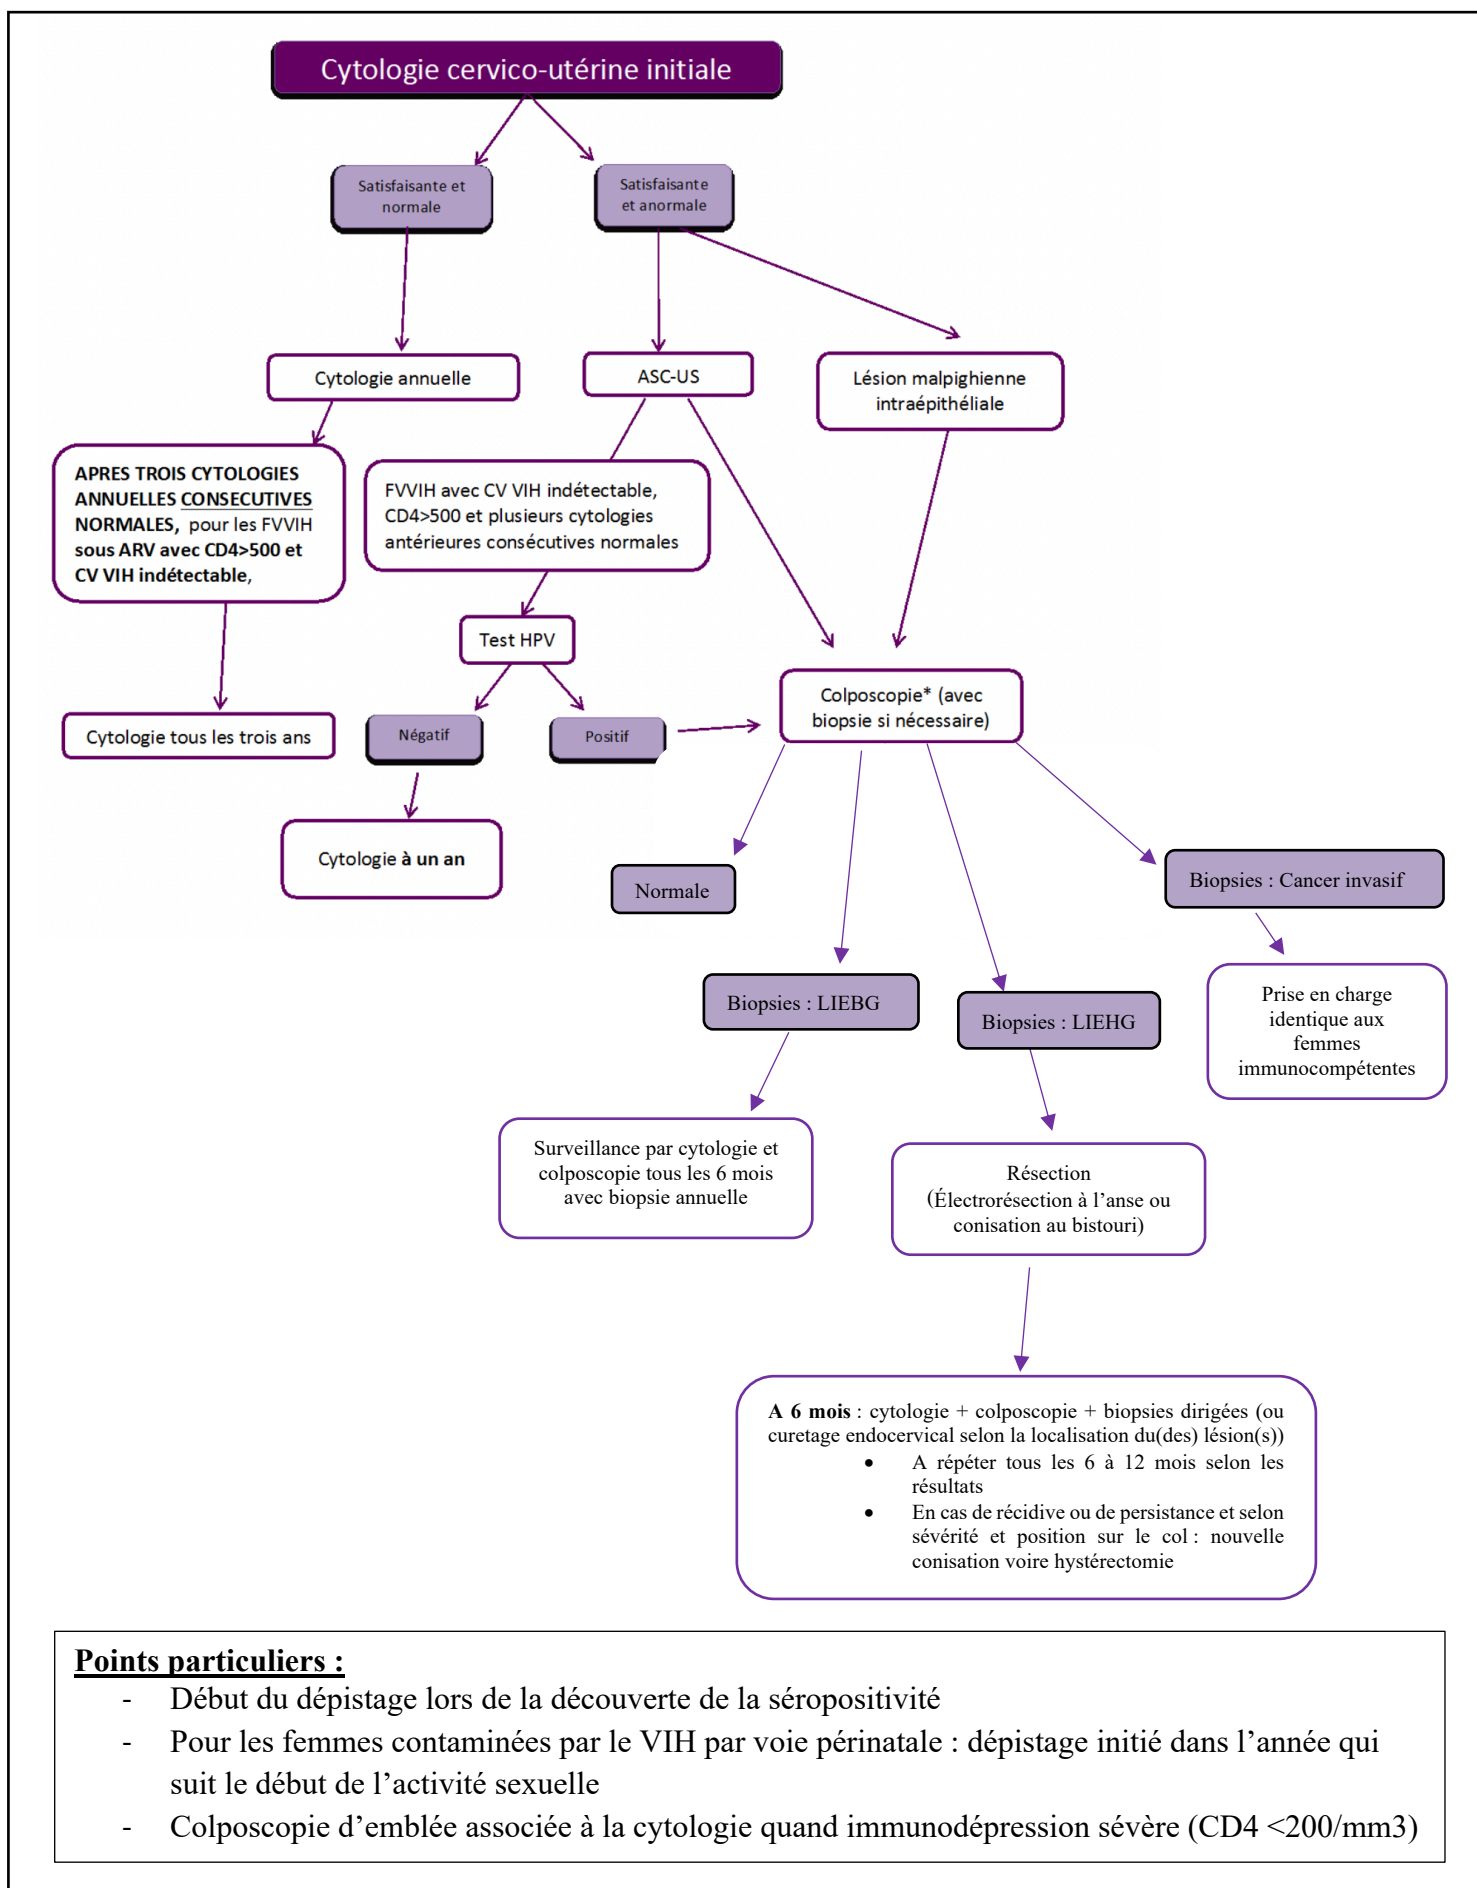 Cytologie cervico-utérine initiale
Satisfaisante et
normale
Satisfaisante
et anormale
Cytologie annuelle
ASC-US
Lésion malpighienne
intraépithéliale
APRES TROIS CYTOLOGIES
ANNUELLES CONSECUTIVES
NORMALES, pour les FVVIH
sous ARV avec CD4>500 et
CV VIH indétectable,
FVVIH avec CV VIH indétectable,
CD4>500 et plusieurs cytologies
antérieures consécutives normales
Test HPV
Colposcopie* (avec
biopsie si nécessaire)
Cytologie tous les trois ans
Négatif
Positif
Cytologie à un an
Normale
Biopsies : Cancer invasif
Biopsies : LIEBG
Biopsies : LIEHG
Prise en charge
identique aux
femmes
immunocompétentes
Surveillance par cytologie et
colposcopie tous les 6 mois
avec biopsie annuelle
Résection
(Électrorésection à l’anse ou
conisation au bistouri)
A 6 mois : cytologie + colposcopie + biopsies dirigées (ou
curetage endocervical selon la localisation du(des) lésion(s))
• A répéter tous les 6 à 12 mois selon les
résultats
• En cas de récidive ou de persistance et selon
sévérité et position sur le col : nouvelle
conisation voire hystérectomie
Points particuliers :
- Début du dépistage lors de la découverte de la séropositivité
- Pour les femmes contaminées par le VIH par voie périnatale : dépistage initié dans l’année qui
suit le début de l’activité sexuelle
- Colposcopie d’emblée associée à la cytologie quand immunodépression sévère (CD4 <200/mm3)